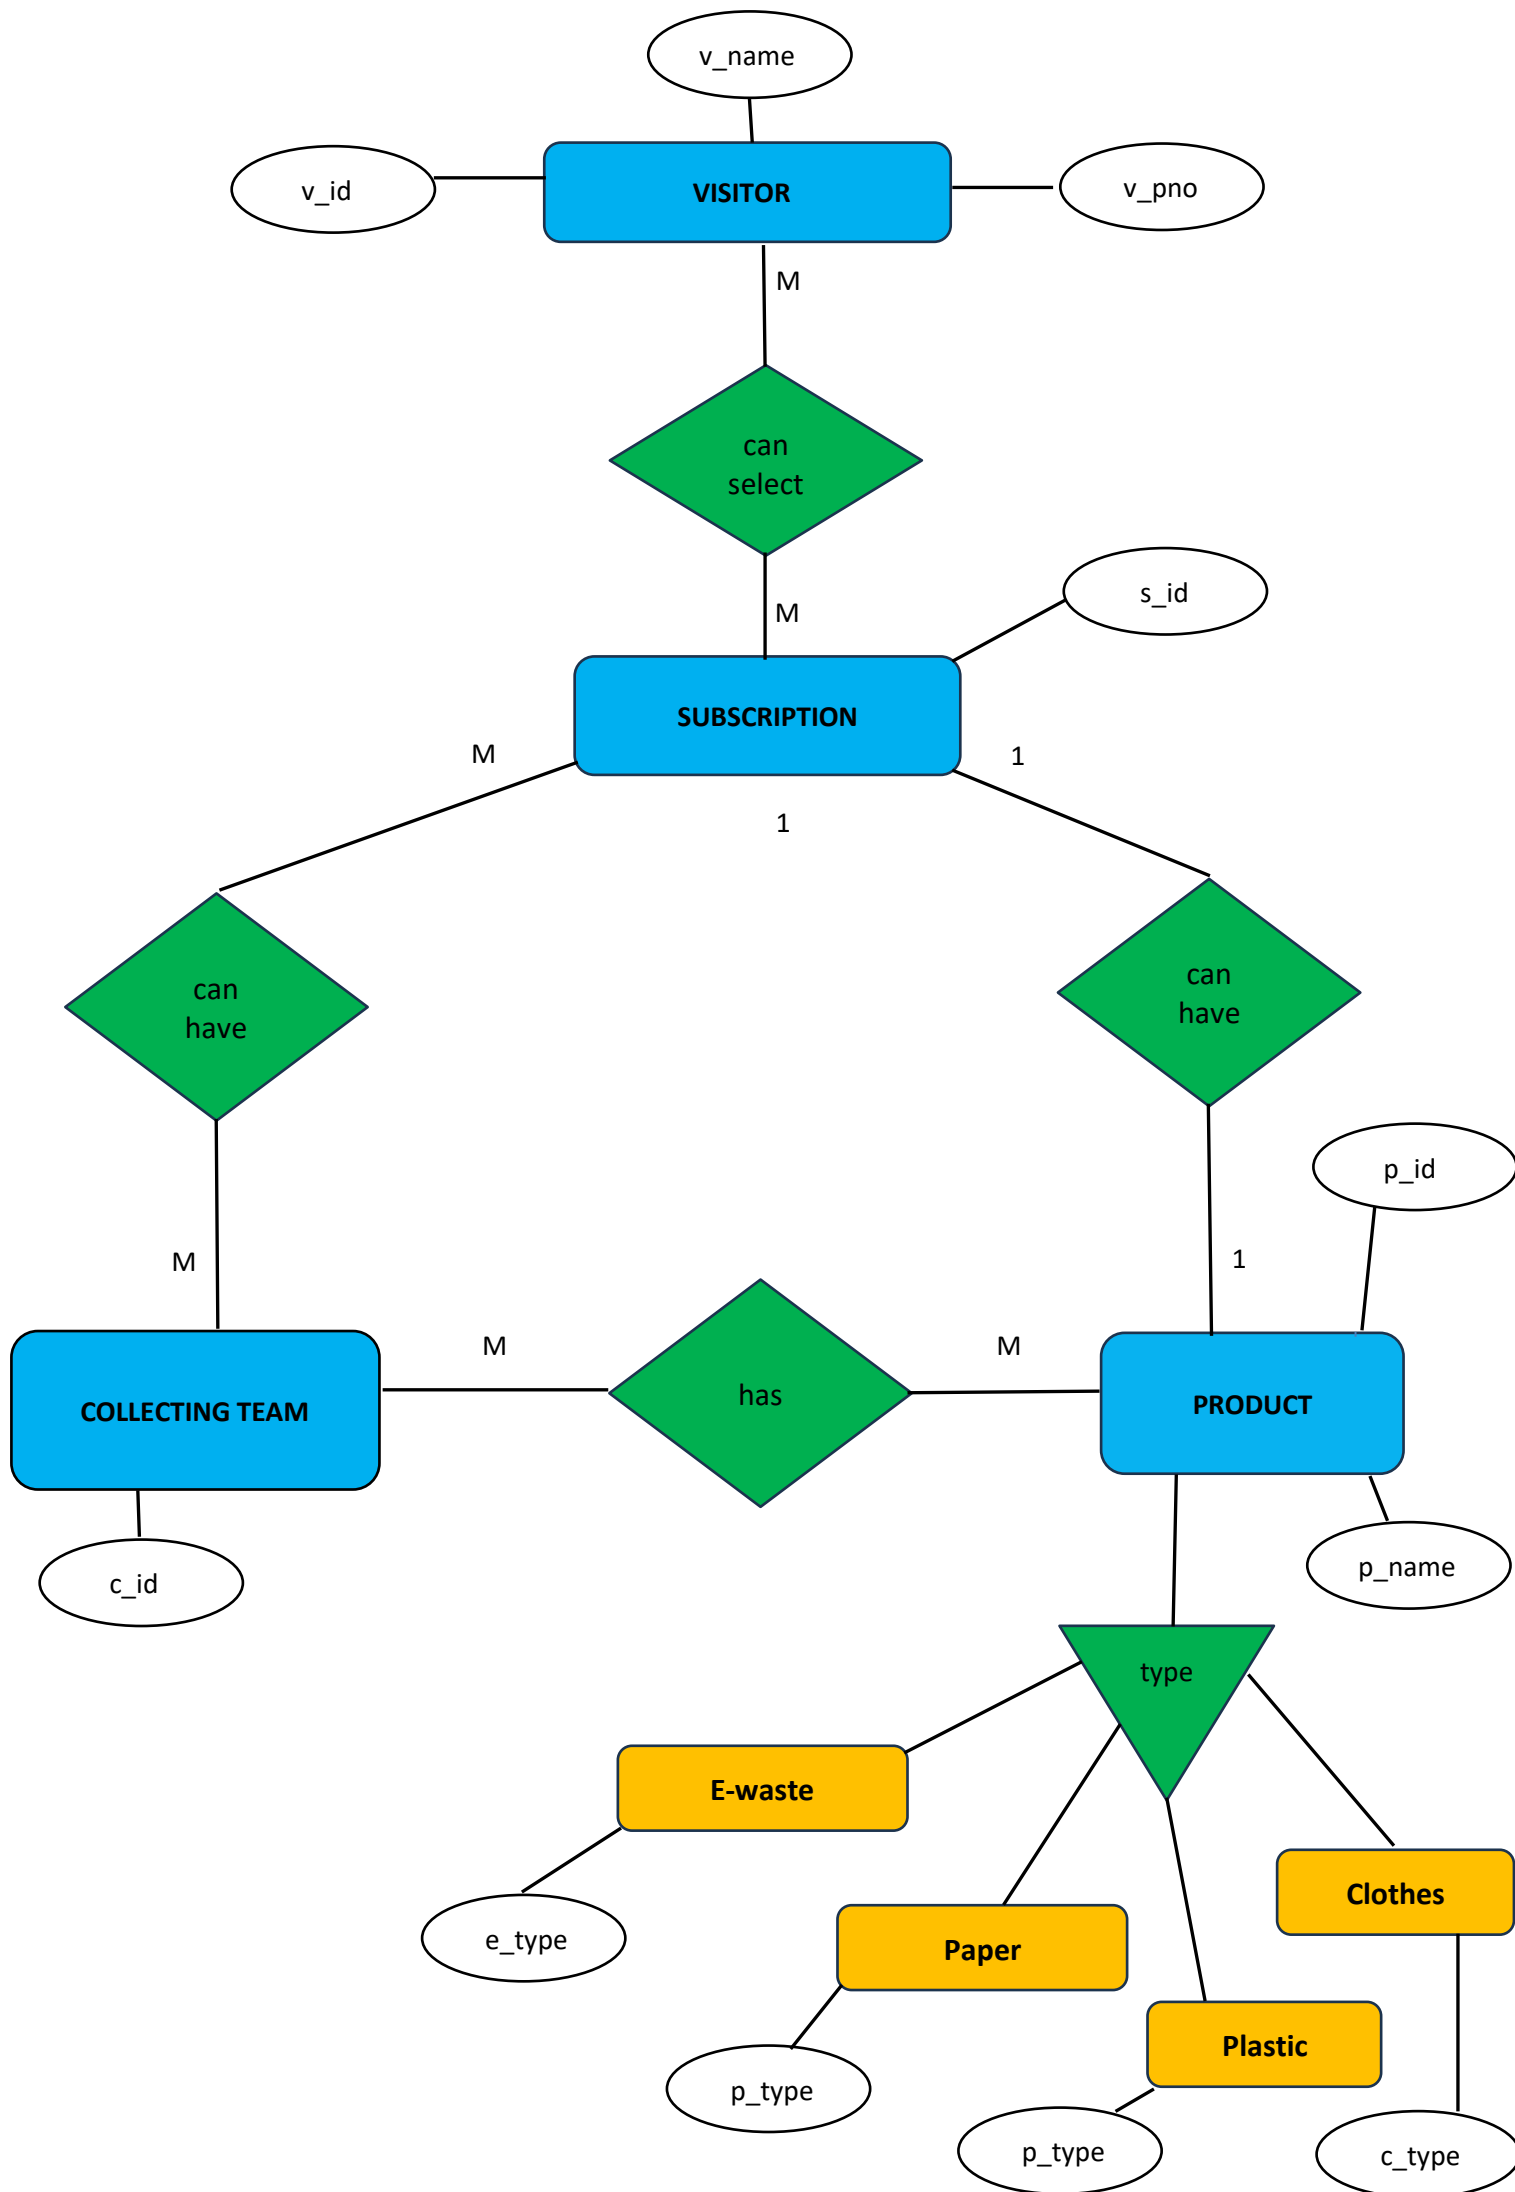 v_name
v_id
VISITOR
v_pno
M
can
select
M
s_id
SUBSCRIPTION
M
1
1
can
have
can
have
p_id
M
1
M
M
COLLECTING TEAM
has
PRODUCT
c_id
p_name
type
E-waste
Clothes
e_type
Paper
Plastic
p_type
p_type
c_type